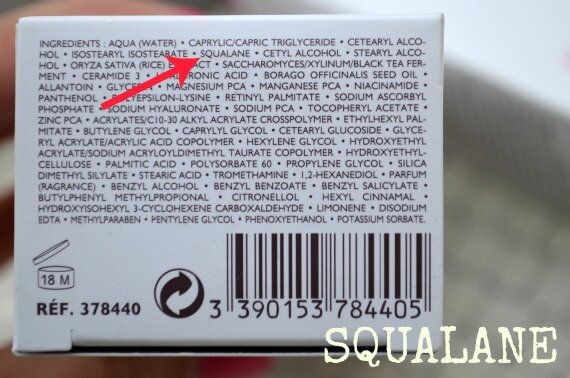 INGREDIENTS : AQUA (WATER) • CAPRYLIC/CAPRIC TRIGLYCERIDE • CETEARYL ALCO-
HOL • ISOSTEARYL ISOSTEARATE • SQUALANE • CETYL ALCOHOL • STEARYL ALCO-
HOL • ORYZA SATIVA (RICE) • SACCHAROMYCES/XYLINUM/BLACK TEA FER-
MENT • CERAMIDE 3 • ACID • BORAGO OFFICINALIS SEED OIL •
ALLANTOIN • • MAGNESIUM PCA • MANGANESE PCA • NIACINAMIDE •
PANTHENOL • • RETINYL PALMITATE • SODIUM ASCORBYL
PHOSPHATE • SODIUM HYALURONATE • SODIUM PCA • TOCOPHERYL ACETATE •
ZINC PCA • ACRYLATES/C10-30 ALKYL ACRYLATE CROSSPOLYMER • ETHYLHEXYL PAL-
MITATE • BUTYLENE GLYCOL • CAPRYLYL GLYCOL • CETEARYL GLUCOSIDE • GLYCE-
RYL ACRYLATE/ACRYLIC ACID COPOLYMER • HEXYLENE GLYCOL • HYDROXYETHYL
ACRYLATE/SODIUM ACRYLOYLDIMETHYL TAURATE COPOLYMER • HYDROXYETHYL-
CELLULOSE • PALMITIC ACID • POLYSORBATE 60 • PROPYLENE GLYCOL • SILICA
DIMETHYL SILYLATE • STEARIC ACID • TROMETHAMINE • 1,2-HEXANEDIOL • PARFUM
(FRAGRANCE) • BENZYL ALCOHOL • BENZYL BENZOATE • BENZYL SALICYLATE •
BUTYLPHENYL METHYLPROPIONAL • CITRONELLOL • HEXYL CINNAMAL •
HYDROXYISOHEXYL 3-CYCLOHEXENE CARBOXALDEHYDE • LIMONENE • DISODIUM
EDTA • METHYLPARABEN • PENTYLENE GLYCOL • PHENOXYETHANOL • POTASSIUM SORBATE.
18 M
RÉF. 378440
3 390153 784405
SQUALANE